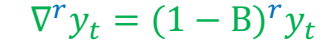 ∇ʳyₜ = (1 − B)ʳyₜ